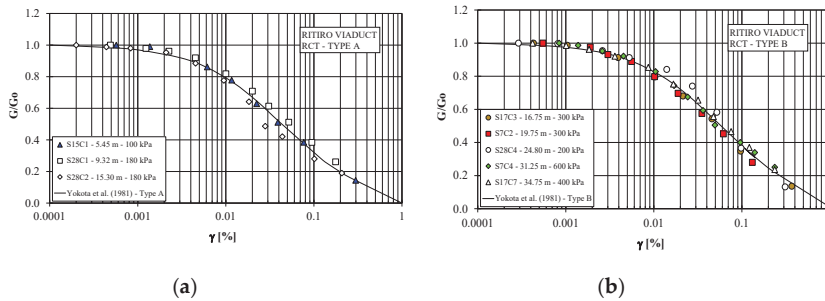 1.2
1.0
0.8
0.6
0.4
0.2
0.0
G/Go
RITIRO VIADUCT
RCT - TYPE A
S15C1 - 5.45 m - 100 kPa
S28C1 - 9.32 m - 180 kPa
S28C2 - 15.30 m - 180 kPa
Yokota et al. (1981) - Type A
0.0001 0.001 0.01 0.1 1
γ [%]
(a)
1.2
1.0
0.8
0.6
0.4
0.2
0.0
G/Go
RITIRO VIADUCT
RCT - TYPE B
S17C3 - 16.75 m - 300 kPa
S7C2 - 19.75 m - 300 kPa
S28C4 - 24.80 m - 200 kPa
S7C4 - 31.25 m - 600 kPa
S17C7 - 34.75 m - 400 kPa
Yokota et al. (1981) - Type B
0.0001 0.001 0.01 0.1 1
γ [%]
(b)